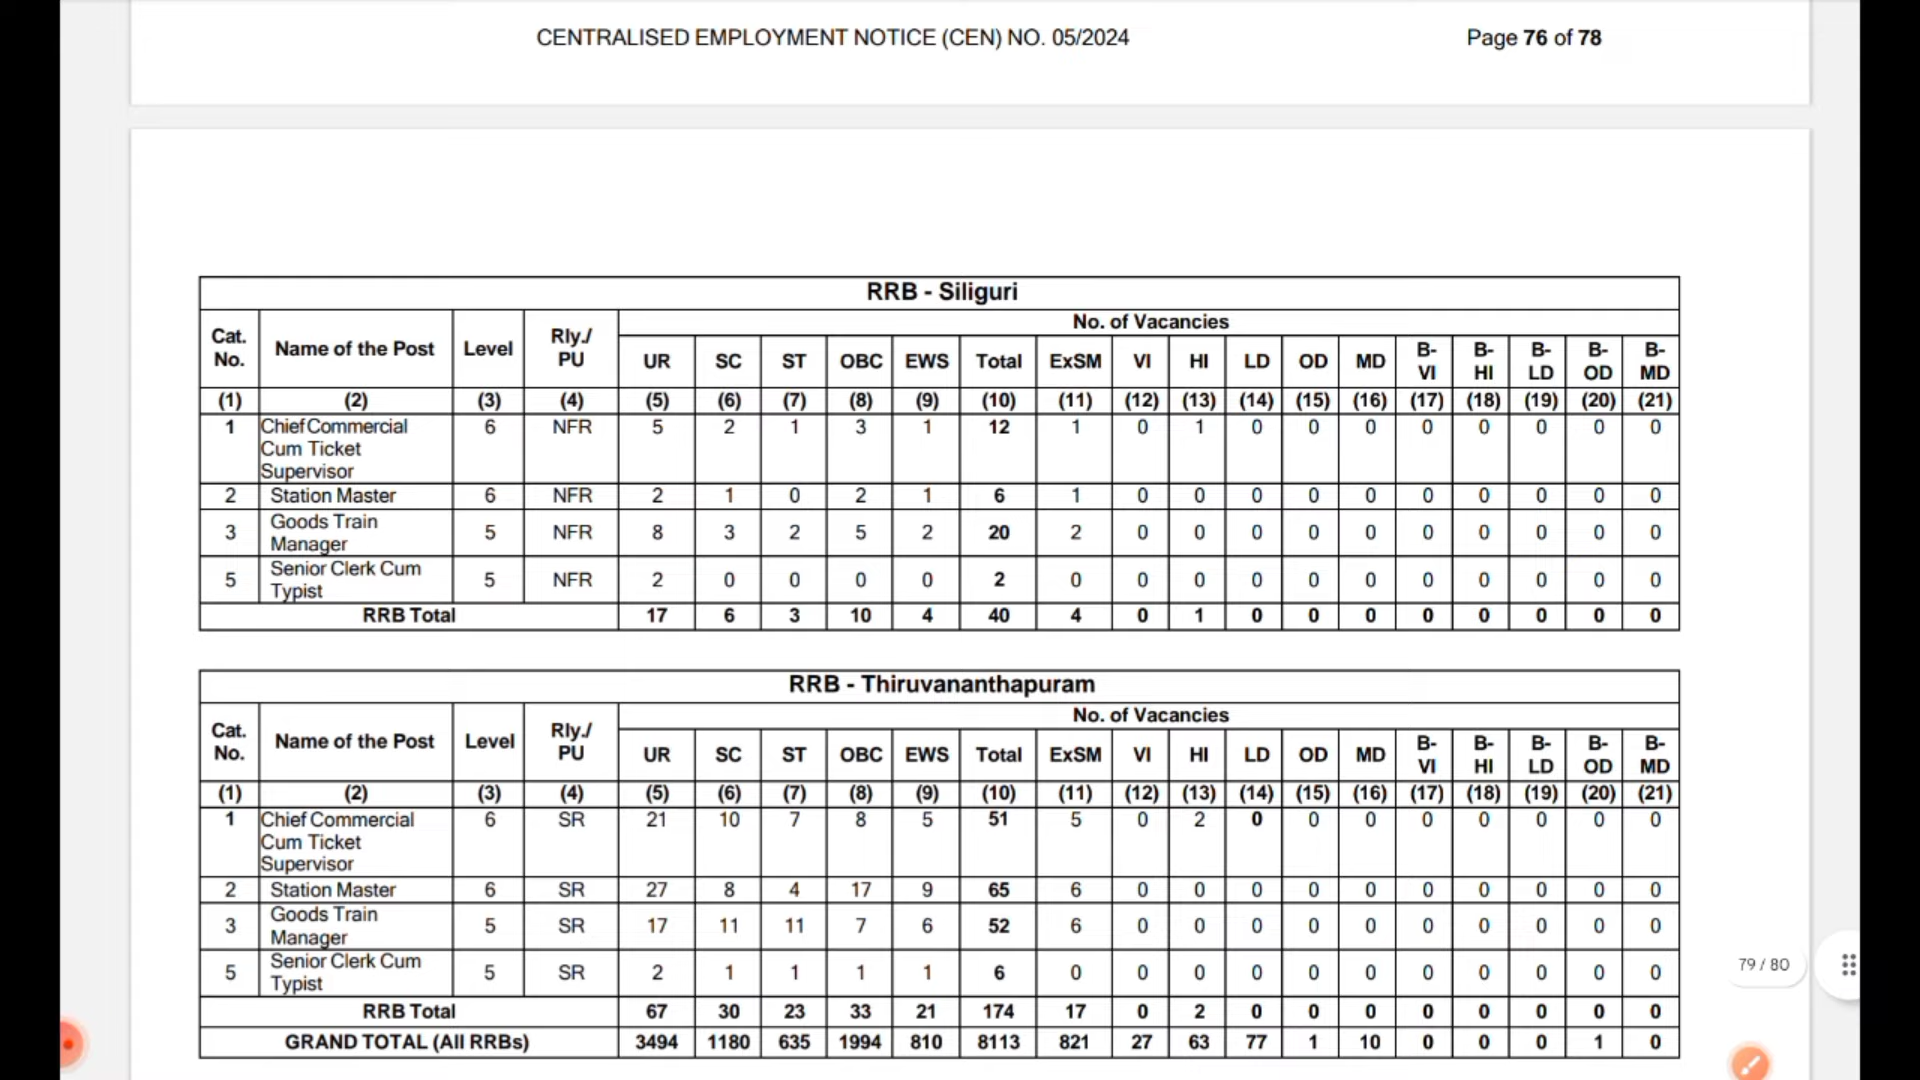 CENTRALISED EMPLOYMENT NOTICE (CEN) NO. 05/2024 Page 76 of 78
RRB - Siliguri
Cat. No. Name of the Post Level Rly./ PU No. of Vacancies
UR SC ST OBC EWS Total ExSM VI HI LD OD MD B-VI B-HI B-LD B-OD B-MD
(1) (2) (3) (4) (5) (6) (7) (8) (9) (10) (11) (12) (13) (14) (15) (16) (17) (18) (19) (20) (21)
1 Chief Commercial Cum Ticket Supervisor 6 NFR 5 2 1 3 1 12 1 0 1 0 0 0 0 0 0 0 0
2 Station Master 6 NFR 2 1 0 2 1 6 1 0 0 0 0 0 0 0 0 0 0
3 Goods Train Manager 5 NFR 8 3 2 5 2 20 2 0 0 0 0 0 0 0 0 0 0
5 Senior Clerk Cum Typist 5 NFR 2 0 0 0 0 2 0 0 0 0 0 0 0 0 0 0 0
RRB Total 17 6 3 10 4 40 4 0 1 0 0 0 0 0 0 0 0
RRB - Thiruvananthapuram
Cat. No. Name of the Post Level Rly./ PU No. of Vacancies
UR SC ST OBC EWS Total ExSM VI HI LD OD MD B-VI B-HI B-LD B-OD B-MD
(1) (2) (3) (4) (5) (6) (7) (8) (9) (10) (11) (12) (13) (14) (15) (16) (17) (18) (19) (20) (21)
1 Chief Commercial Cum Ticket Supervisor 6 SR 21 10 7 8 5 51 5 0 2 0 0 0 0 0 0 0 0
2 Station Master 6 SR 27 8 4 17 9 65 6 0 0 0 0 0 0 0 0 0 0
3 Goods Train Manager 5 SR 17 11 11 7 6 52 6 0 0 0 0 0 0 0 0 0 0
5 Senior Clerk Cum Typist 5 SR 2 1 1 1 1 6 0 0 0 0 0 0 0 0 0 0 0
RRB Total 67 30 23 33 21 174 17 0 2 0 0 0 0 0 0 0 0
GRAND TOTAL (All RRBs) 3494 1180 635 1994 810 8113 821 27 63 77 1 10 0 0 0 1 0
79 / 80